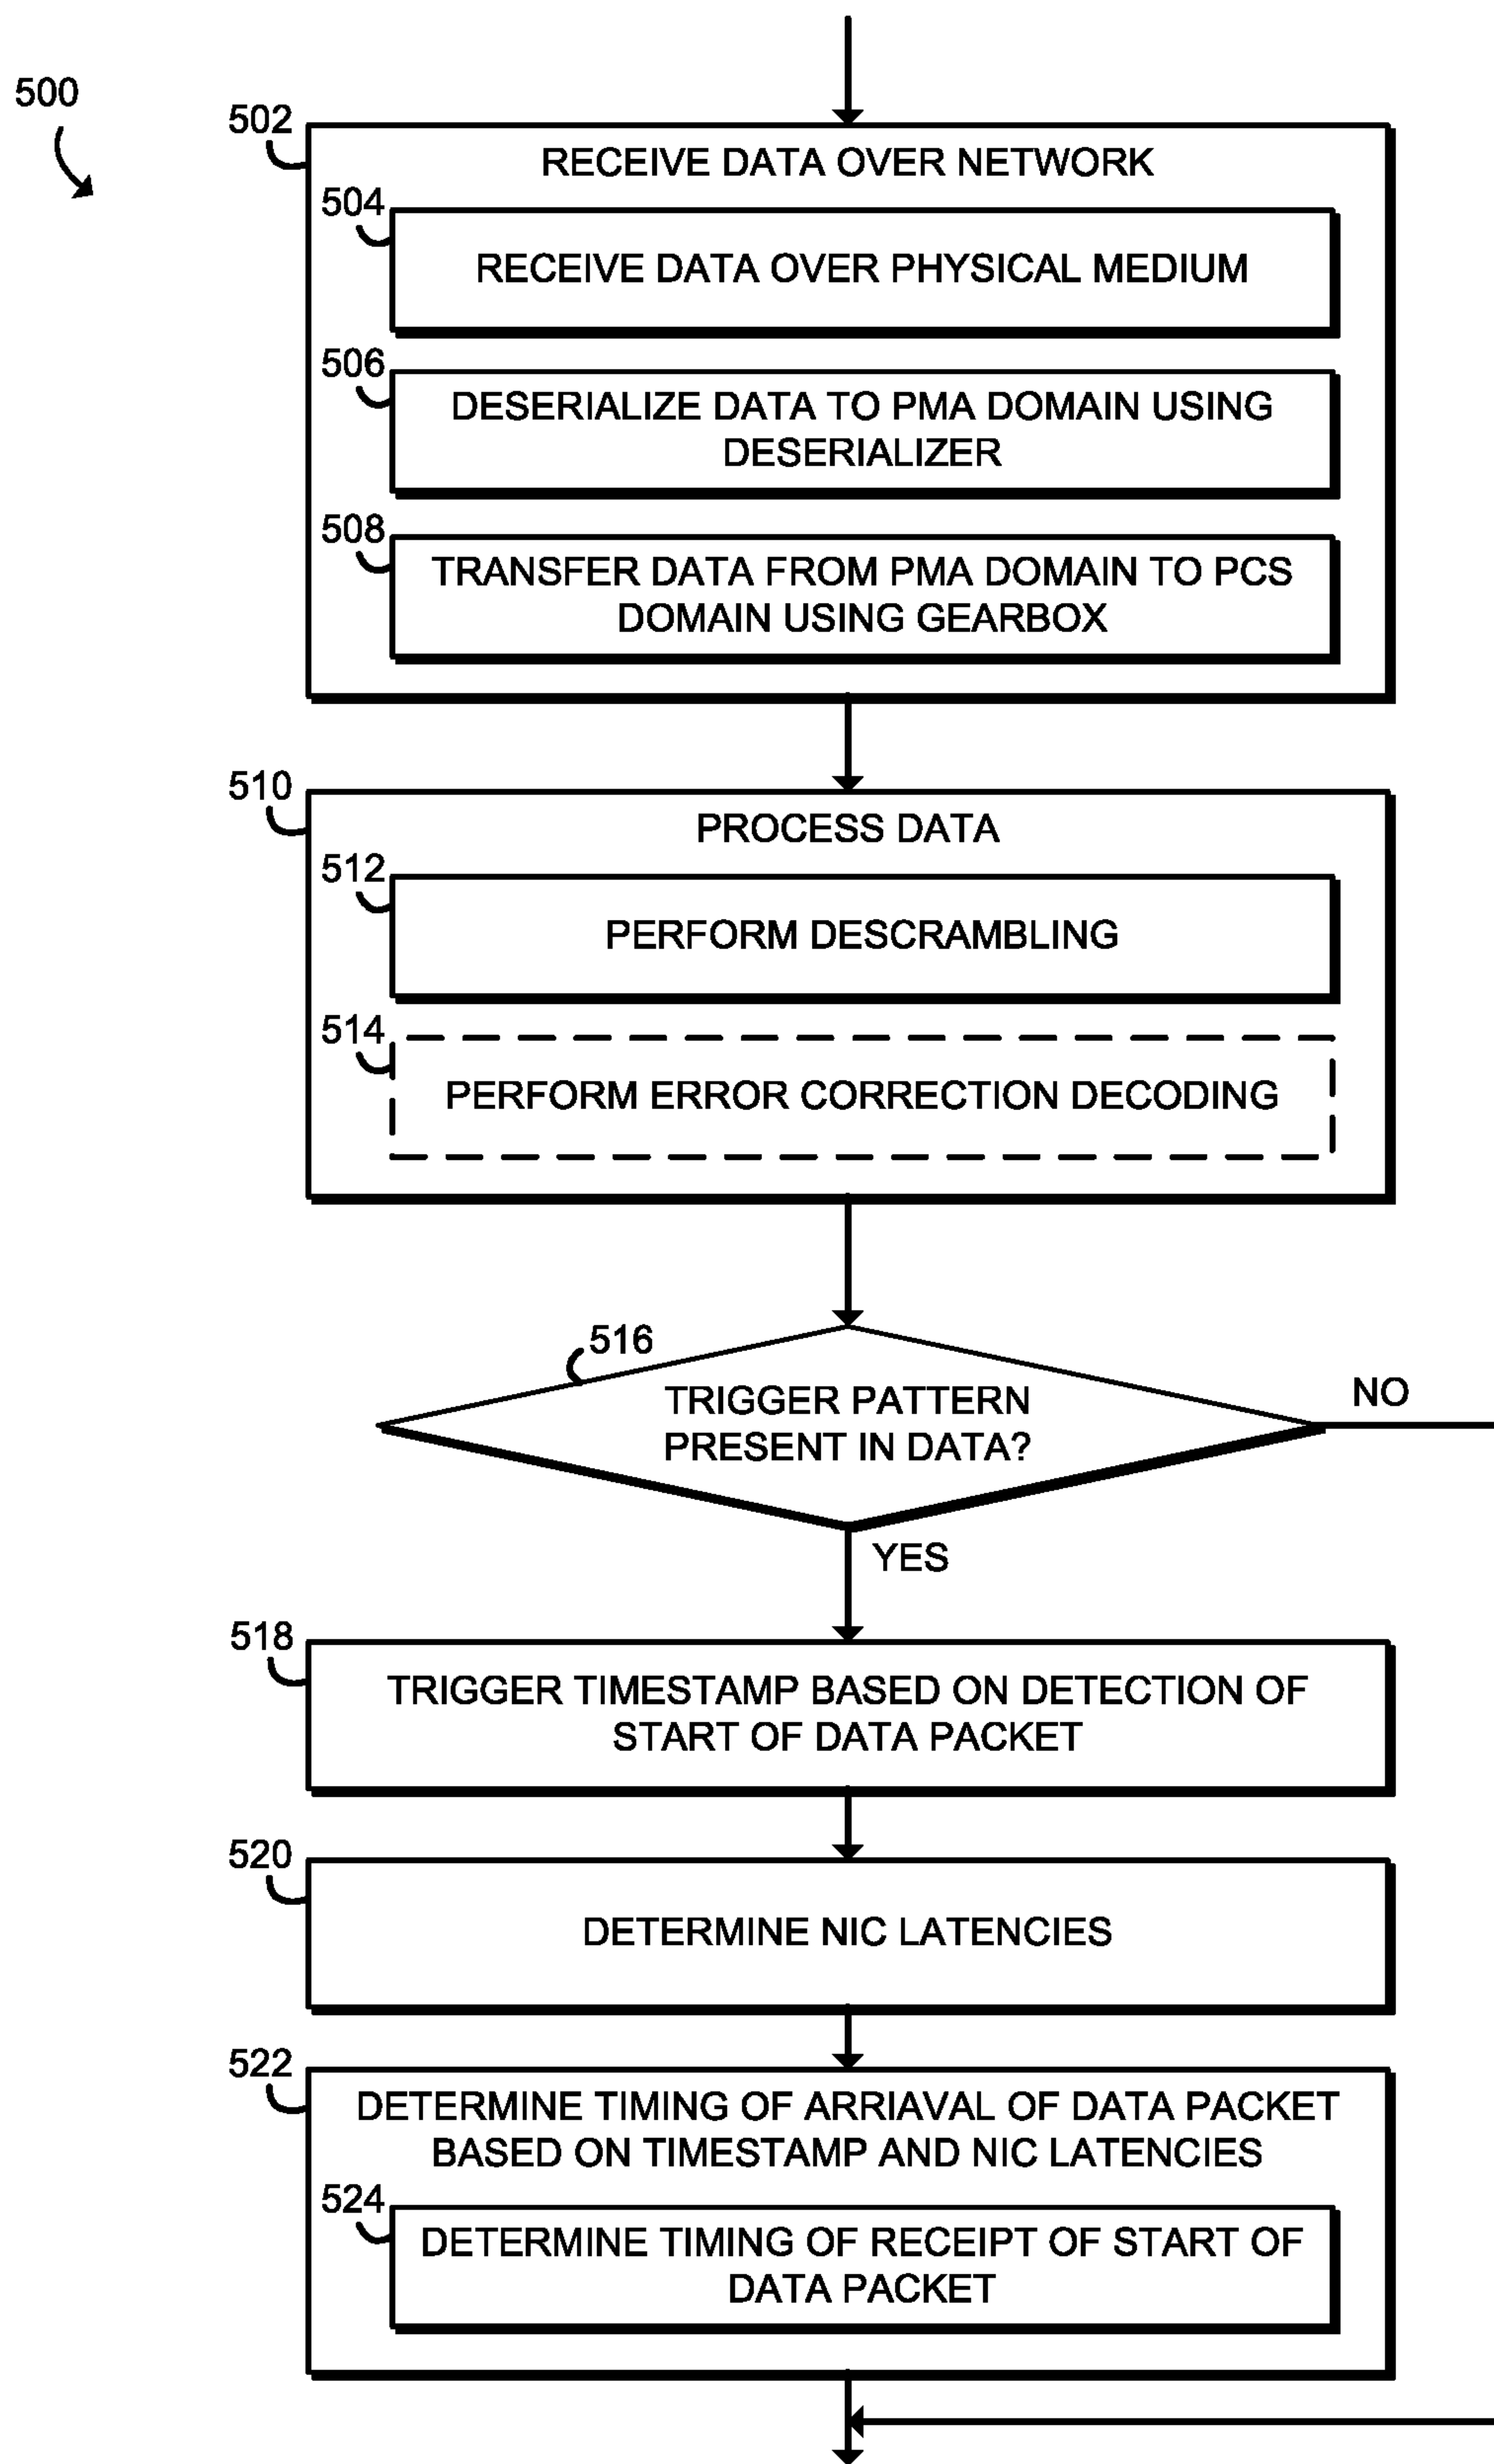 500
502
RECEIVE DATA OVER NETWORK
504
RECEIVE DATA OVER PHYSICAL MEDIUM
506
DESERIALIZE DATA TO PMA DOMAIN USING
DESERIALIZER
508
TRANSFER DATA FROM PMA DOMAIN TO PCS
DOMAIN USING GEARBOX
510
PROCESS DATA
512
PERFORM DESCRAMBLING
514
PERFORM ERROR CORRECTION DECODING
516
TRIGGER PATTERN
PRESENT IN DATA?
NO
YES
518
TRIGGER TIMESTAMP BASED ON DETECTION OF
START OF DATA PACKET
520
DETERMINE NIC LATENCIES
522
DETERMINE TIMING OF ARRIAVAL OF DATA PACKET
BASED ON TIMESTAMP AND NIC LATENCIES
524
DETERMINE TIMING OF RECEIPT OF START OF
DATA PACKET